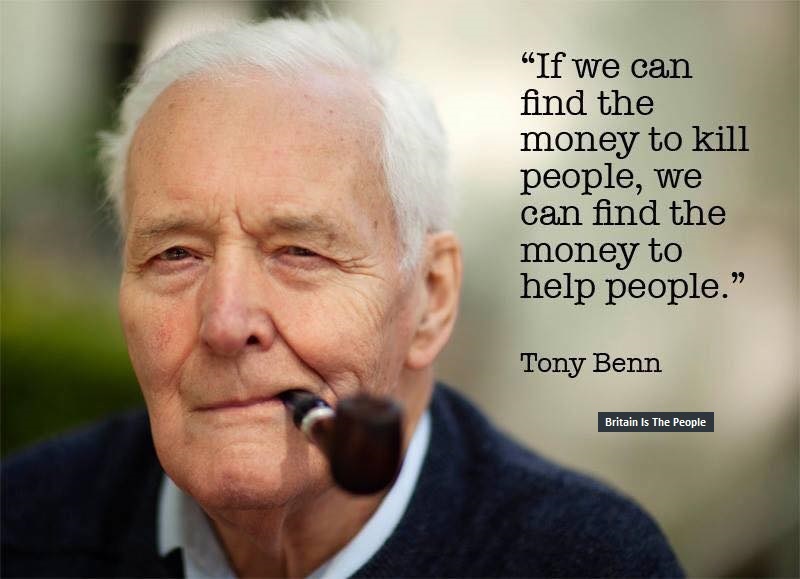 “If we can
find the
money to kill
people, we
can find the
money to
help people.”
Tony Benn
Britain Is The People